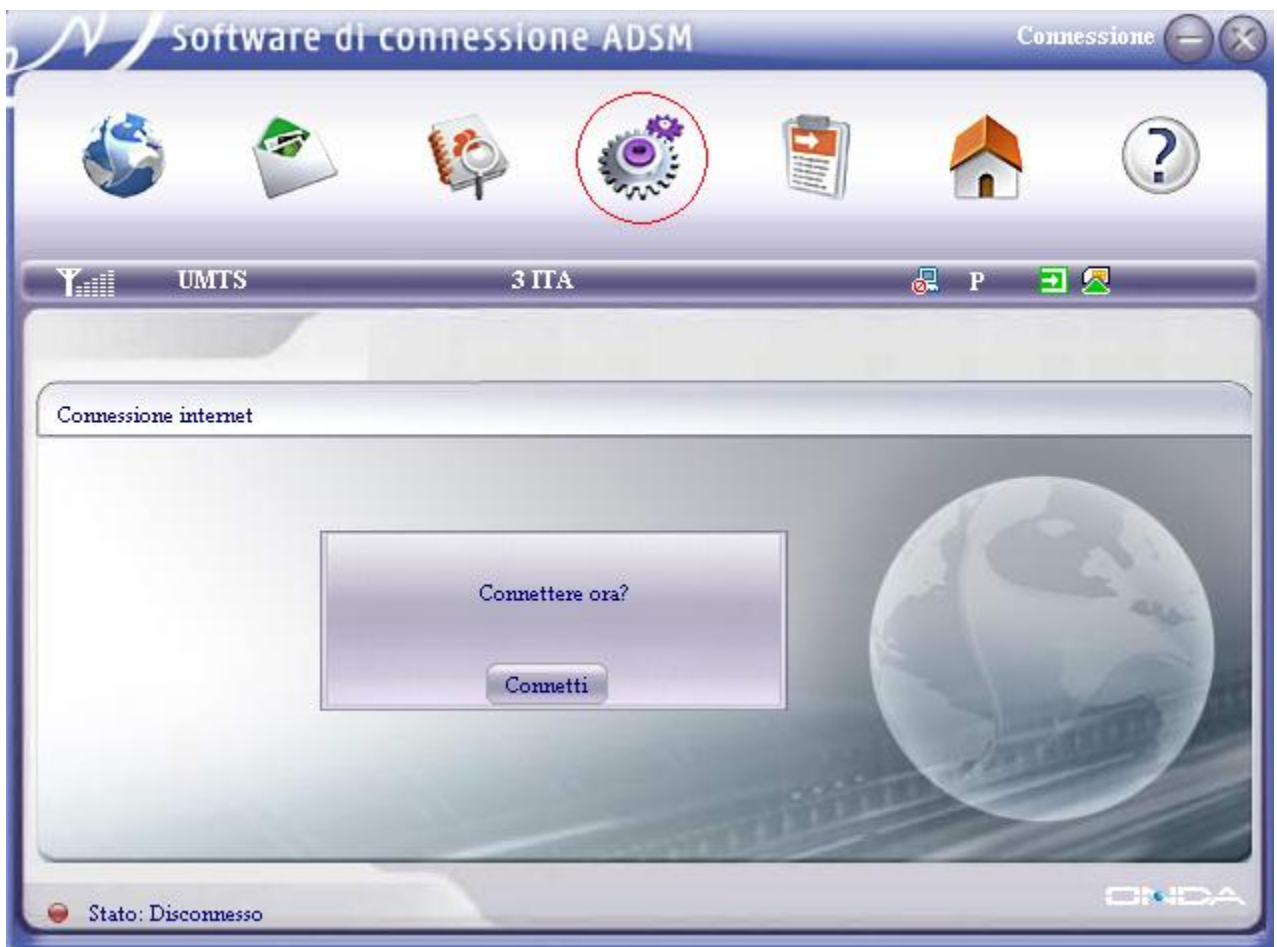 Software di connessione ADSM
Connessione
UMTS
3 ITA
P
Connessione internet
Connettere ora?
Connetti
Stato: Disconnesso
ONDA